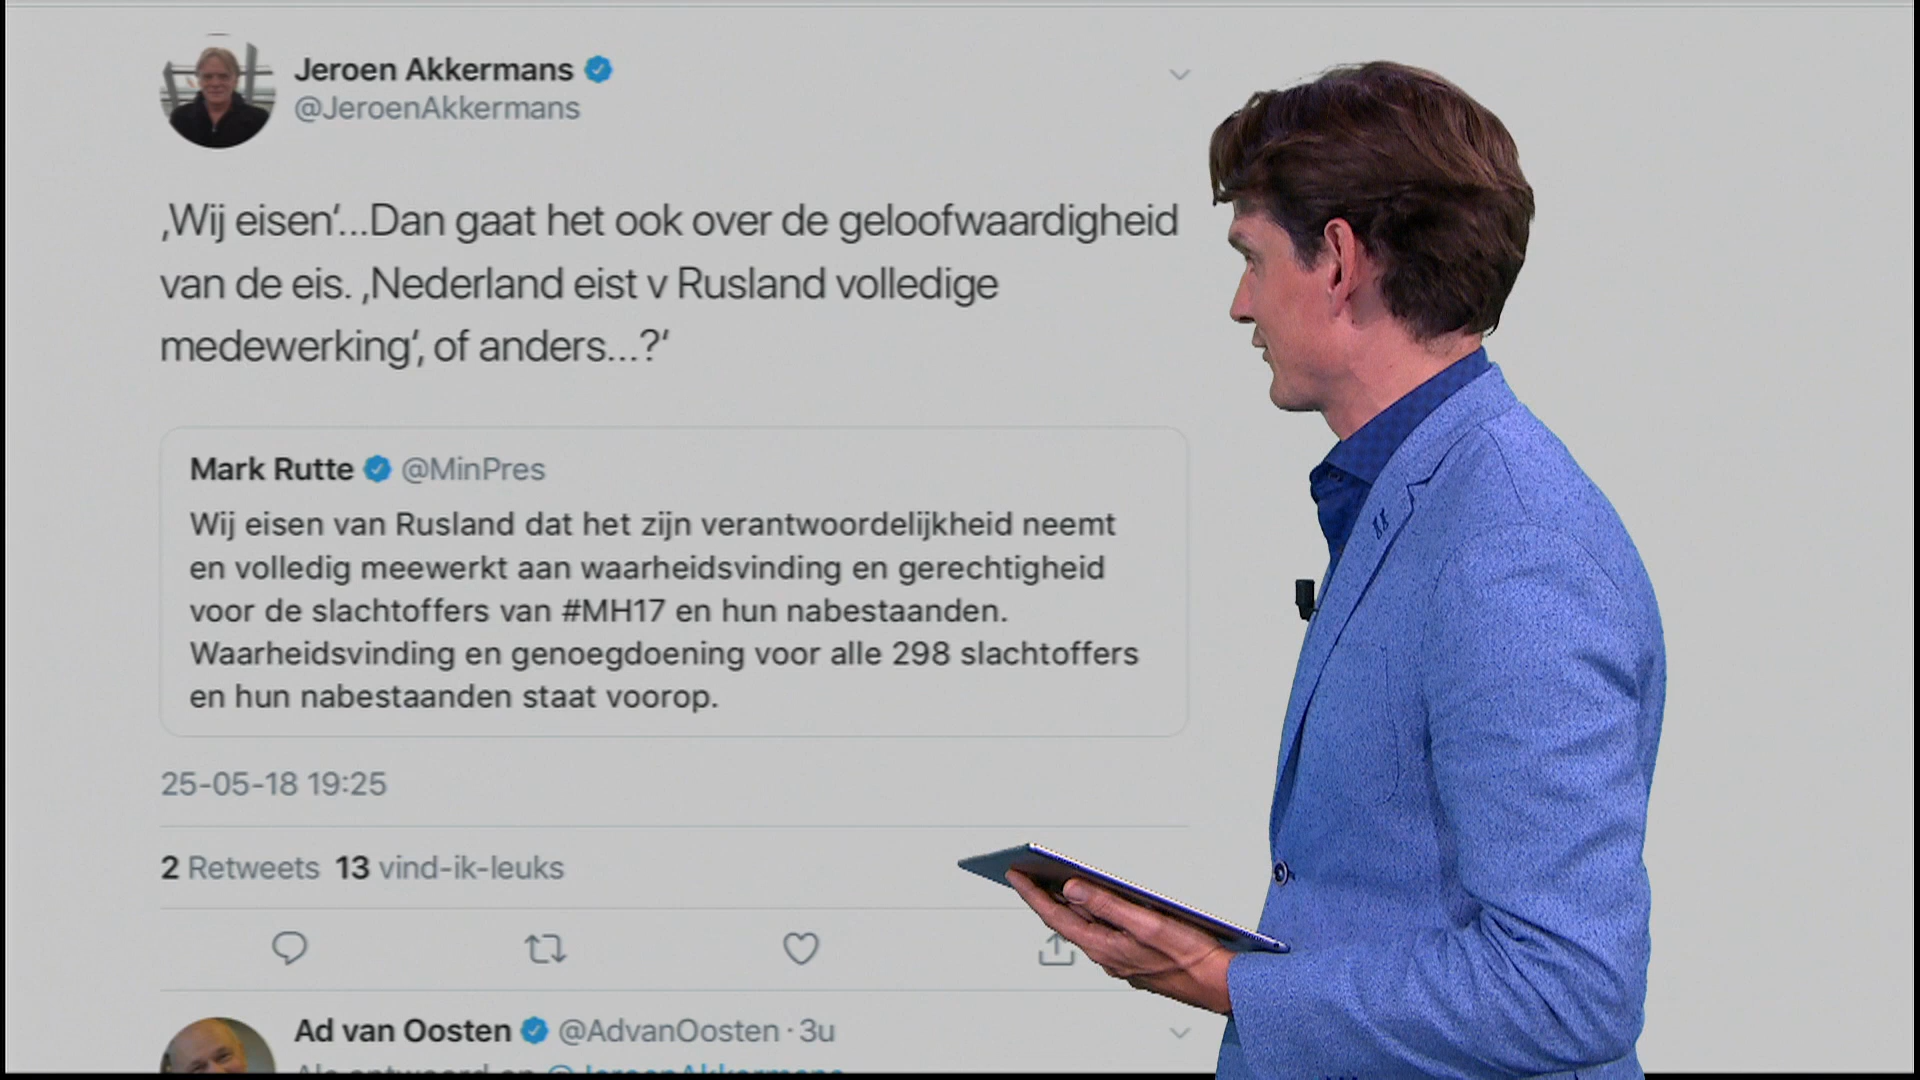 Jeroen Akkermans
@JeroenAkkermans
‚Wij eisen‘...Dan gaat het ook over de geloofwaardigheid
van de eis. ‚Nederland eist v Rusland volledige
medewerking‘, of anders...?‘
Mark Rutte @MinPres
Wij eisen van Rusland dat het zijn verantwoordelijkheid neemt
en volledig meewerkt aan waarheidsvinding en gerechtigheid
voor de slachtoffers van #MH17 en hun nabestaanden.
Waarheidsvinding en genoegdoening voor alle 298 slachtoffers
en hun nabestaanden staat voorop.
25-05-18 19:25
2 Retweets 13 vind-ik-leuks
Ad van Oosten @AdvanOosten · 3u
Als antwoord op @JeroenAkkermans